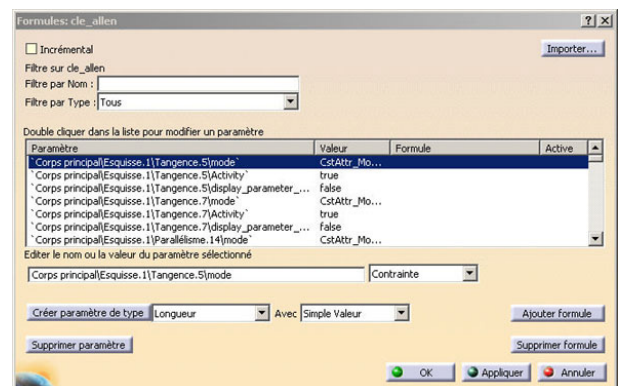 Formules: cle_allen
Incrémental
Importer...
Filtre sur cle_allen
Filtre par Nom :
Filtre par Type : Tous
Double cliquer dans la liste pour modifier un paramètre
Paramètre Valeur Formule Active
`Corps principal\Esquisse.1\Tangence.5\mode` CstAttr_Mo...
`Corps principal\Esquisse.1\Tangence.5\Activity` true
`Corps principal\Esquisse.1\Tangence.5\display_parameter_... false
`Corps principal\Esquisse.1\Tangence.7\mode` CstAttr_Mo...
`Corps principal\Esquisse.1\Tangence.7\Activity` true
`Corps principal\Esquisse.1\Tangence.7\display_parameter_... false
`Corps principal\Esquisse.1\Parallélisme.14\mode` CstAttr_Mo...
Editer le nom ou la valeur du paramètre sélectionné
Corps principal\Esquisse.1\Tangence.5\mode Contrainte
Créer paramètre de type Longueur Avec Simple Valeur Ajouter formule
Supprimer paramètre Supprimer formule
OK Appliquer Annuler